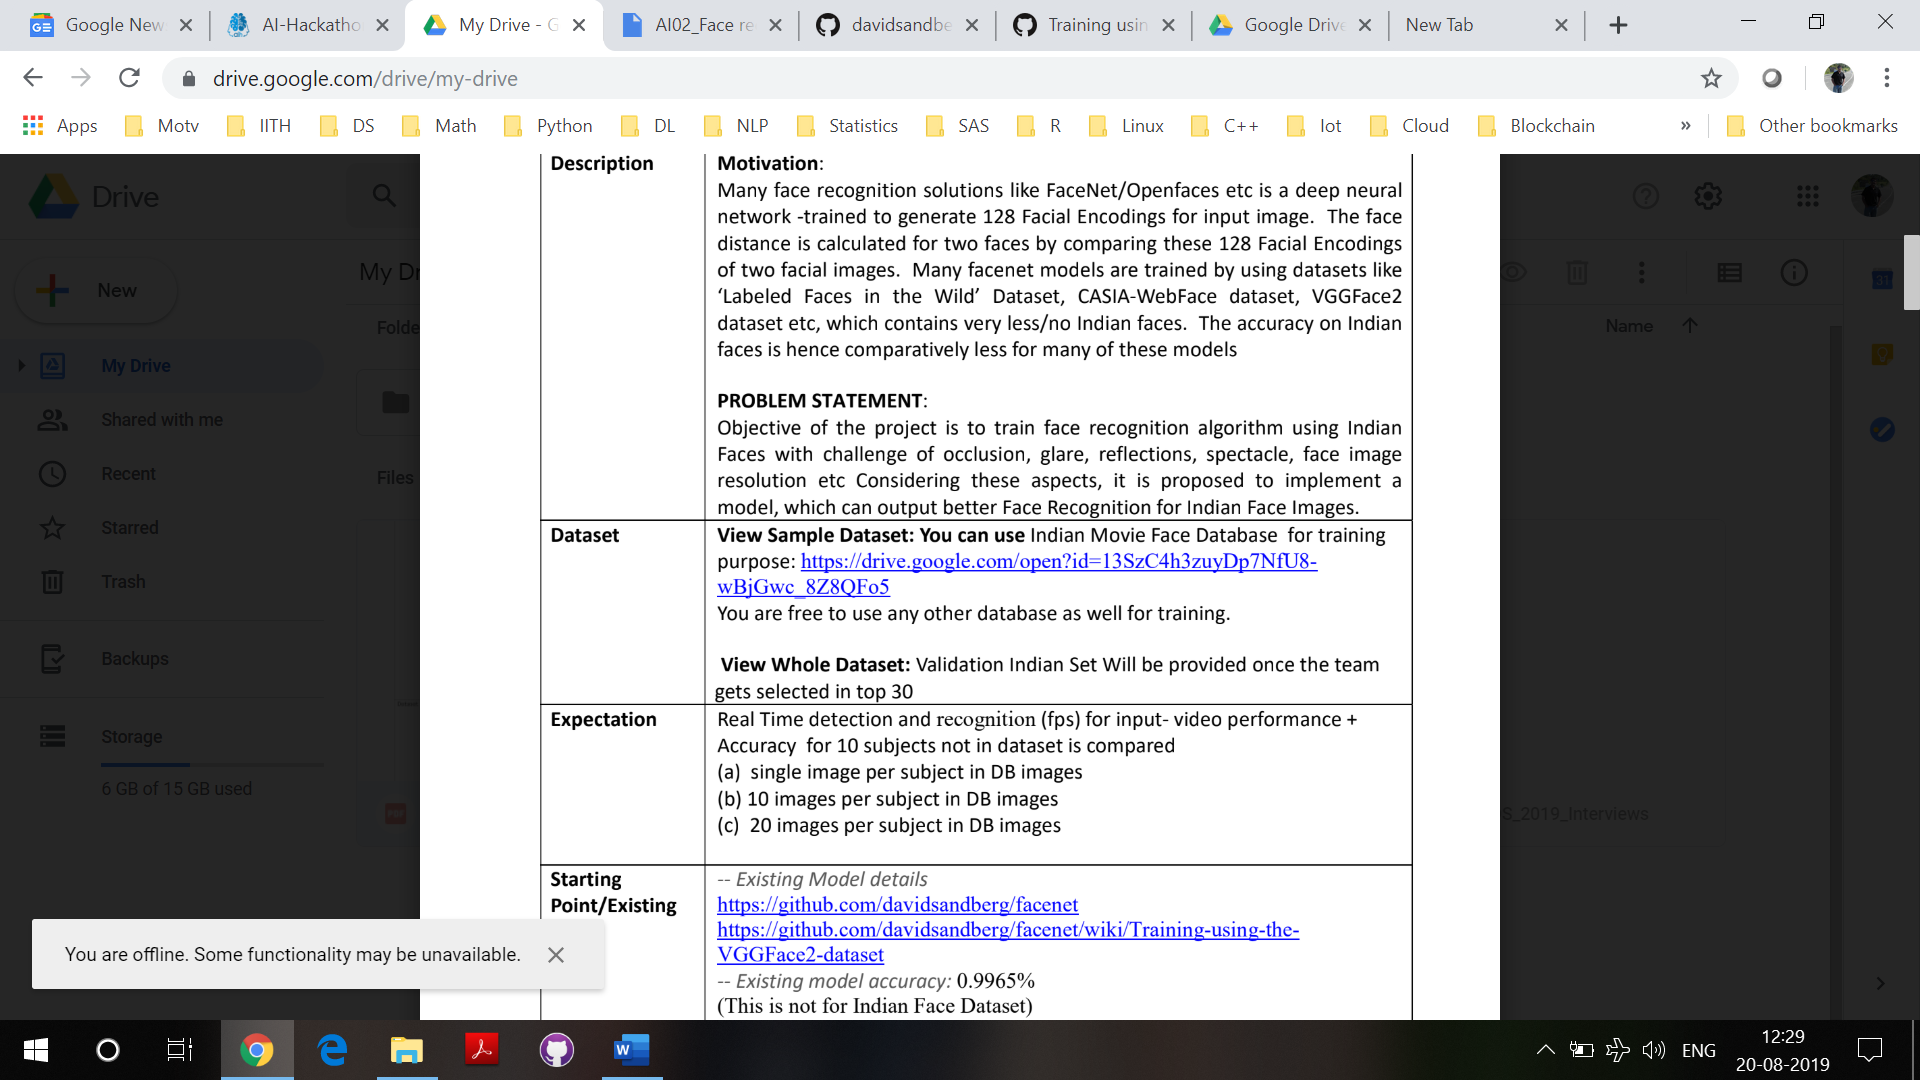 Google New
AI-Hackatho
My Drive - G
AI02_Face re
davidsandbe
Training usin
Google Drive
New Tab
drive.google.com/drive/my-drive
Apps Motv IITH DS Math Python DL NLP Statistics SAS R Linux C++ Iot Cloud Blockchain » Other bookmarks
Drive
New
My Drive
Shared with me
Recent
Starred
Trash
Backups
Storage
6 GB of 15 GB used
My Dr
Folde
Files
Name
S_2019_Interviews
31
Description
Motivation:
Many face recognition solutions like FaceNet/Openfaces etc is a deep neural
network -trained to generate 128 Facial Encodings for input image. The face
distance is calculated for two faces by comparing these 128 Facial Encodings
of two facial images. Many facenet models are trained by using datasets like
‘Labeled Faces in the Wild’ Dataset, CASIA-WebFace dataset, VGGFace2
dataset etc, which contains very less/no Indian faces. The accuracy on Indian
faces is hence comparatively less for many of these models
PROBLEM STATEMENT:
Objective of the project is to train face recognition algorithm using Indian
Faces with challenge of occlusion, glare, reflections, spectacle, face image
resolution etc Considering these aspects, it is proposed to implement a
model, which can output better Face Recognition for Indian Face Images.
Dataset
View Sample Dataset: You can use Indian Movie Face Database for training
purpose: https://drive.google.com/open?id=13SzC4h3zuyDp7NfU8-
wBjGwc_8Z8QFo5
You are free to use any other database as well for training.
View Whole Dataset: Validation Indian Set Will be provided once the team
gets selected in top 30
Expectation
Real Time detection and recognition (fps) for input- video performance +
Accuracy for 10 subjects not in dataset is compared
(a) single image per subject in DB images
(b) 10 images per subject in DB images
(c) 20 images per subject in DB images
Starting
Point/Existing
-- Existing Model details
https://github.com/davidsandberg/facenet
https://github.com/davidsandberg/facenet/wiki/Training-using-the-
VGGFace2-dataset
-- Existing model accuracy: 0.9965%
(This is not for Indian Face Dataset)
You are offline. Some functionality may be unavailable.
ENG
12:29
20-08-2019